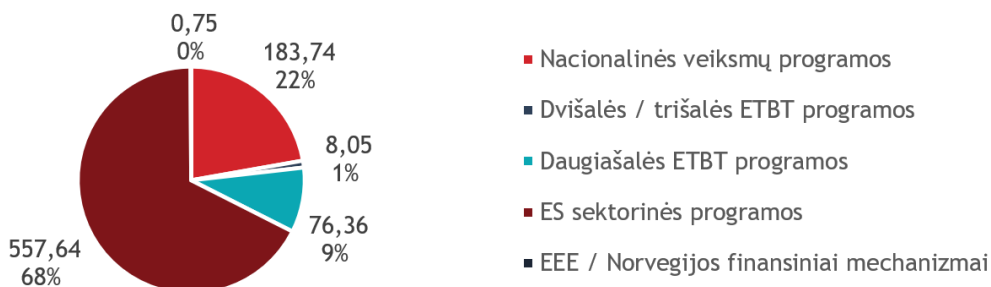 0,75
0%
183,74
22%
8,05
1%
76,36
9%
557,64
68%
Nacionalinės veiksmų programos
Dvišalės / trišalės ETBT programos
Daugiašalės ETBT programos
ES sektorinės programos
EEE / Norvegijos finansiniai mechanizmai